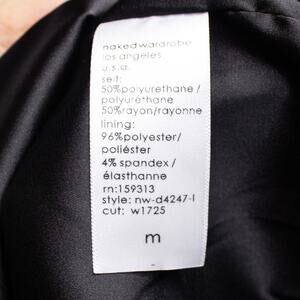 nakedwardrobe
los angeles
u.s.a.
self:
50%polyurethane /
polyuréthane
50%rayon/rayonne
lining:
96%polyester/
poliéster
4% spandex /
élasthanne
rn:159313
style: nw-d4247-l
cut: w1725
m